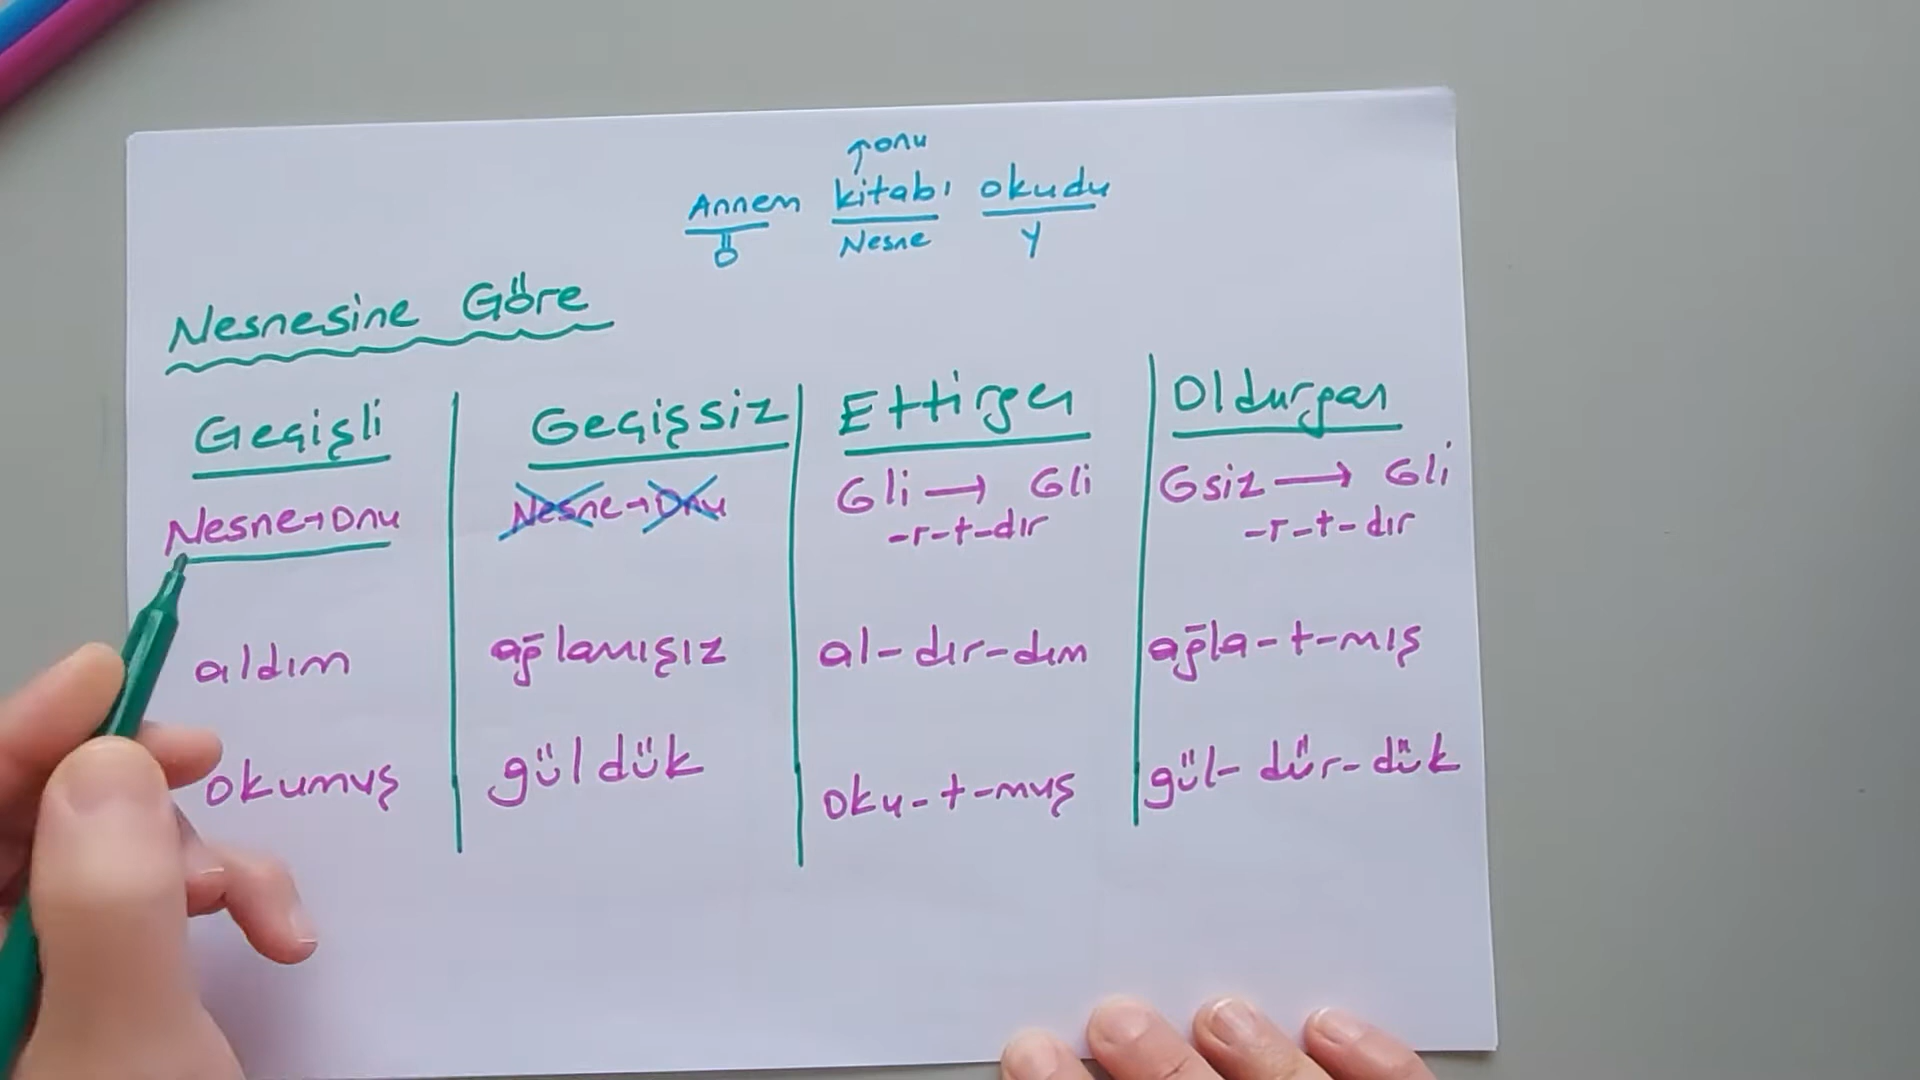 ↑onu
Annem kitabı okudu
Ö Nesne Y
Nesnesine Göre
Geçişli Geçişsiz Ettirgen Oldurgan
Nesne→Onu Nesne→Onu Gli → Gli Gsiz → Gli
-r-t-dır -r-t-dır
aldım ağlamışız al-dır-dım ağla-t-mış
okumuş güldük oku-t-muş gül-dür-dük